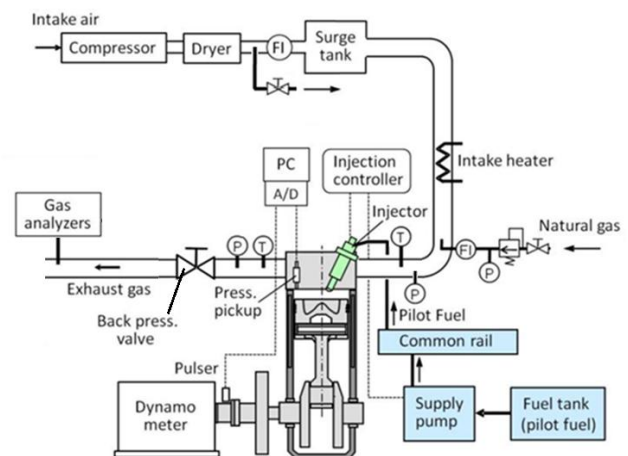 Intake air
Compressor
Dryer
FI
Surge
tank
Intake heater
PC
A/D
Injection
controller
Injector
Natural gas
FI
P
T
Gas
analyzers
P
T
P
Exhaust gas
Press.
pickup
Back press.
valve
Pilot Fuel
Common rail
Pulser
Dynamo
meter
Supply
pump
Fuel tank
(pilot fuel)